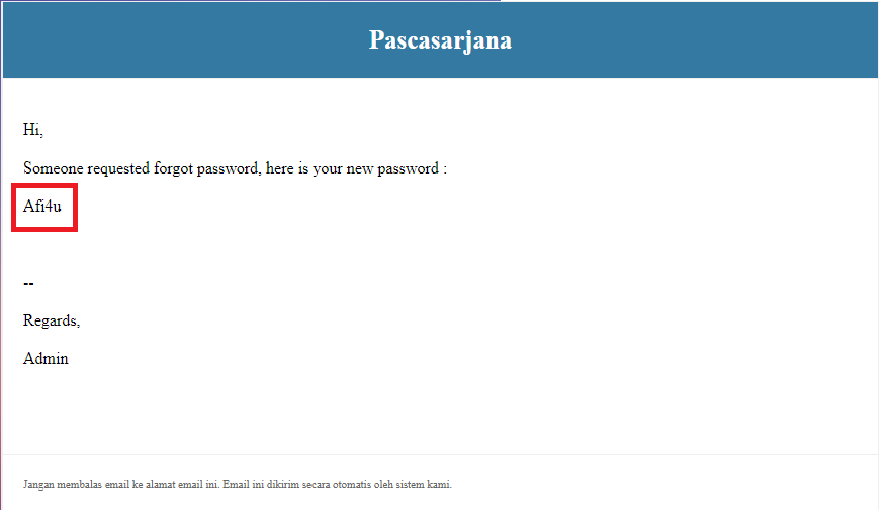 Pascasarjana
Hi,
Someone requested forgot password, here is your new password :
Afi4u
--
Regards,
Admin
Jangan membalas email ke alamat email ini. Email ini dikirim secara otomatis oleh sistem kami.